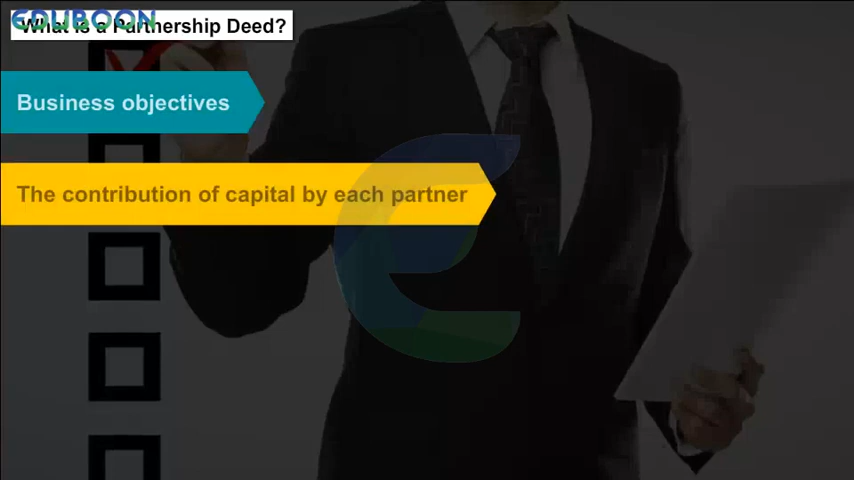 EDUBOON
What is a Partnership Deed?
Business objectives
The contribution of capital by each partner